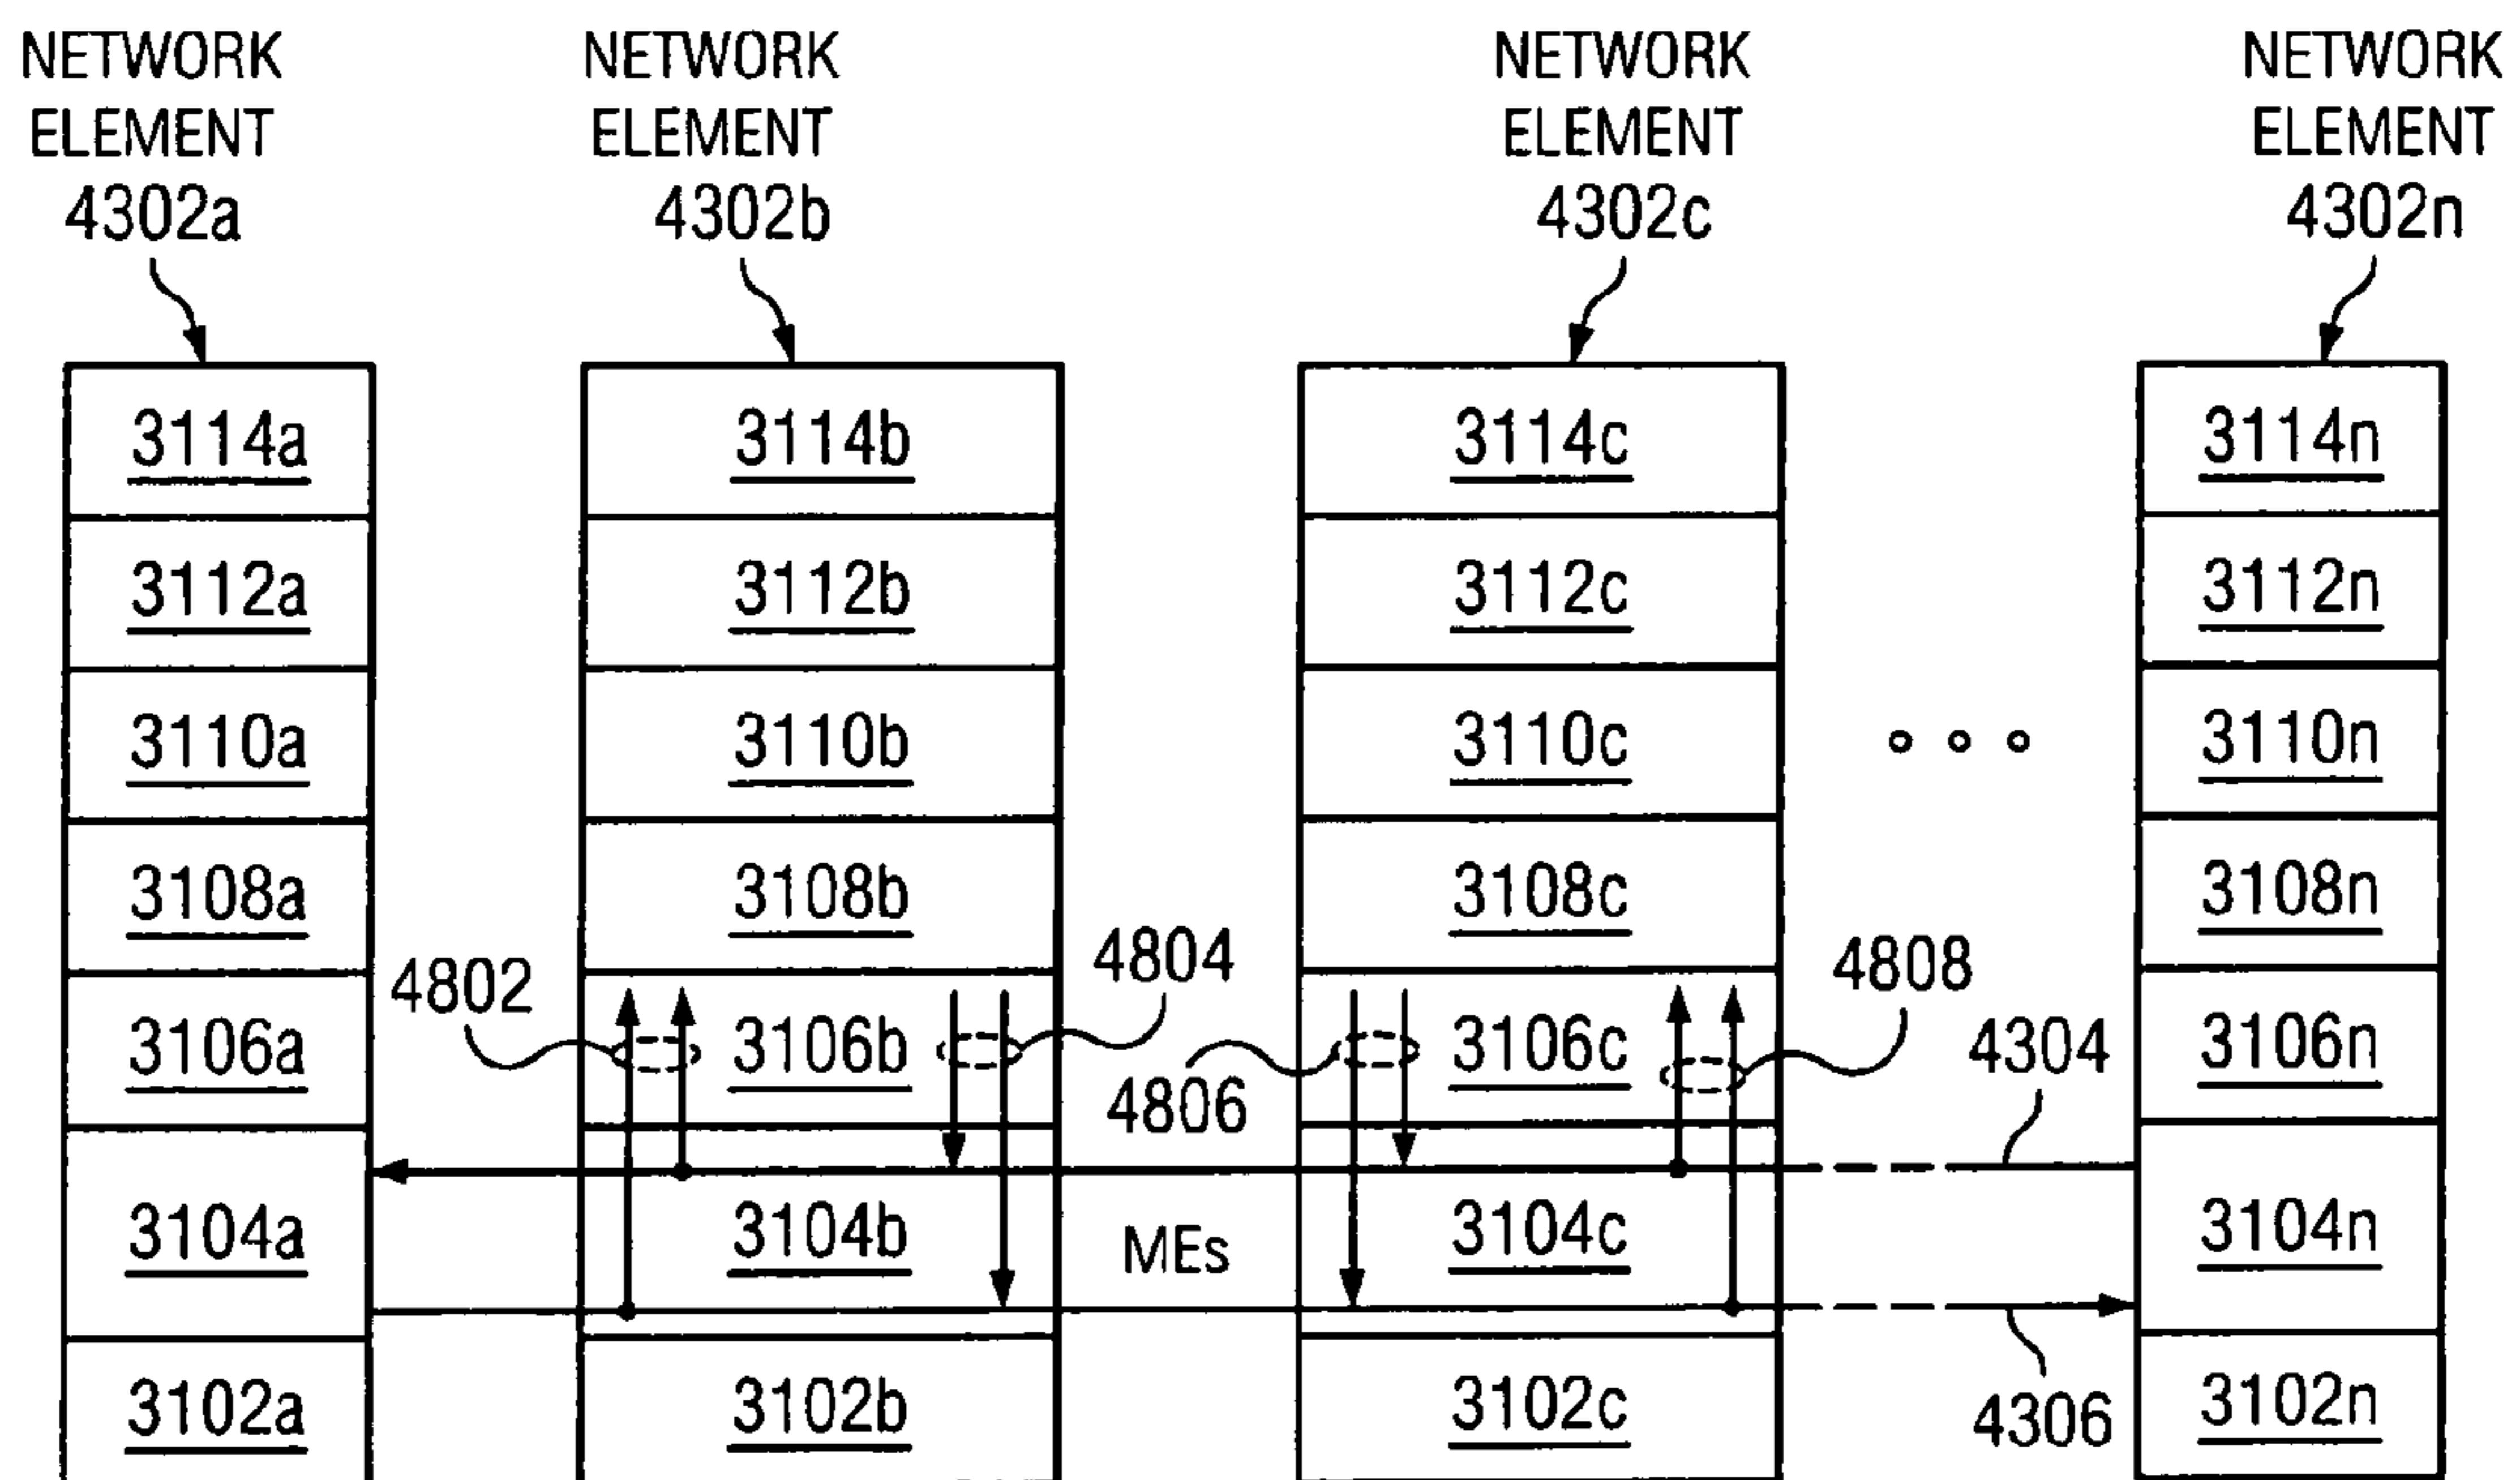 NETWORK
ELEMENT
4302a
NETWORK
ELEMENT
4302b
NETWORK
ELEMENT
4302c
NETWORK
ELEMENT
4302n
3114a
3114b
3114c
3114n
3112a
3112b
3112c
3112n
3110a
3110b
3110c
3110n
3108a
3108b
3108c
3108n
4802
4804
4808
3106a
3106b
4806
3106c
4304
3106n
3104a
3104b
MEs
3104c
3104n
3102a
3102b
3102c
4306
3102n